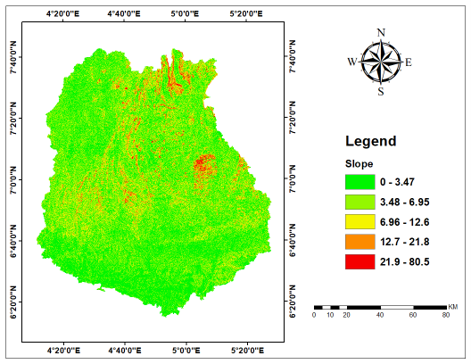 4°20'0"E 4°40'0"E 5°0'0"E 5°20'0"E
7°40'0"N
7°20'0"N
7°0'0"N
6°40'0"N
6°20'0"N
7°40'0"N
7°20'0"N
7°0'0"N
6°40'0"N
6°20'0"N
4°20'0"E 4°40'0"E 5°0'0"E 5°20'0"E
N
W E
S
Legend
Slope
0 - 3.47
3.48 - 6.95
6.96 - 12.6
12.7 - 21.8
21.9 - 80.5
KM
0 10 20 40 60 80